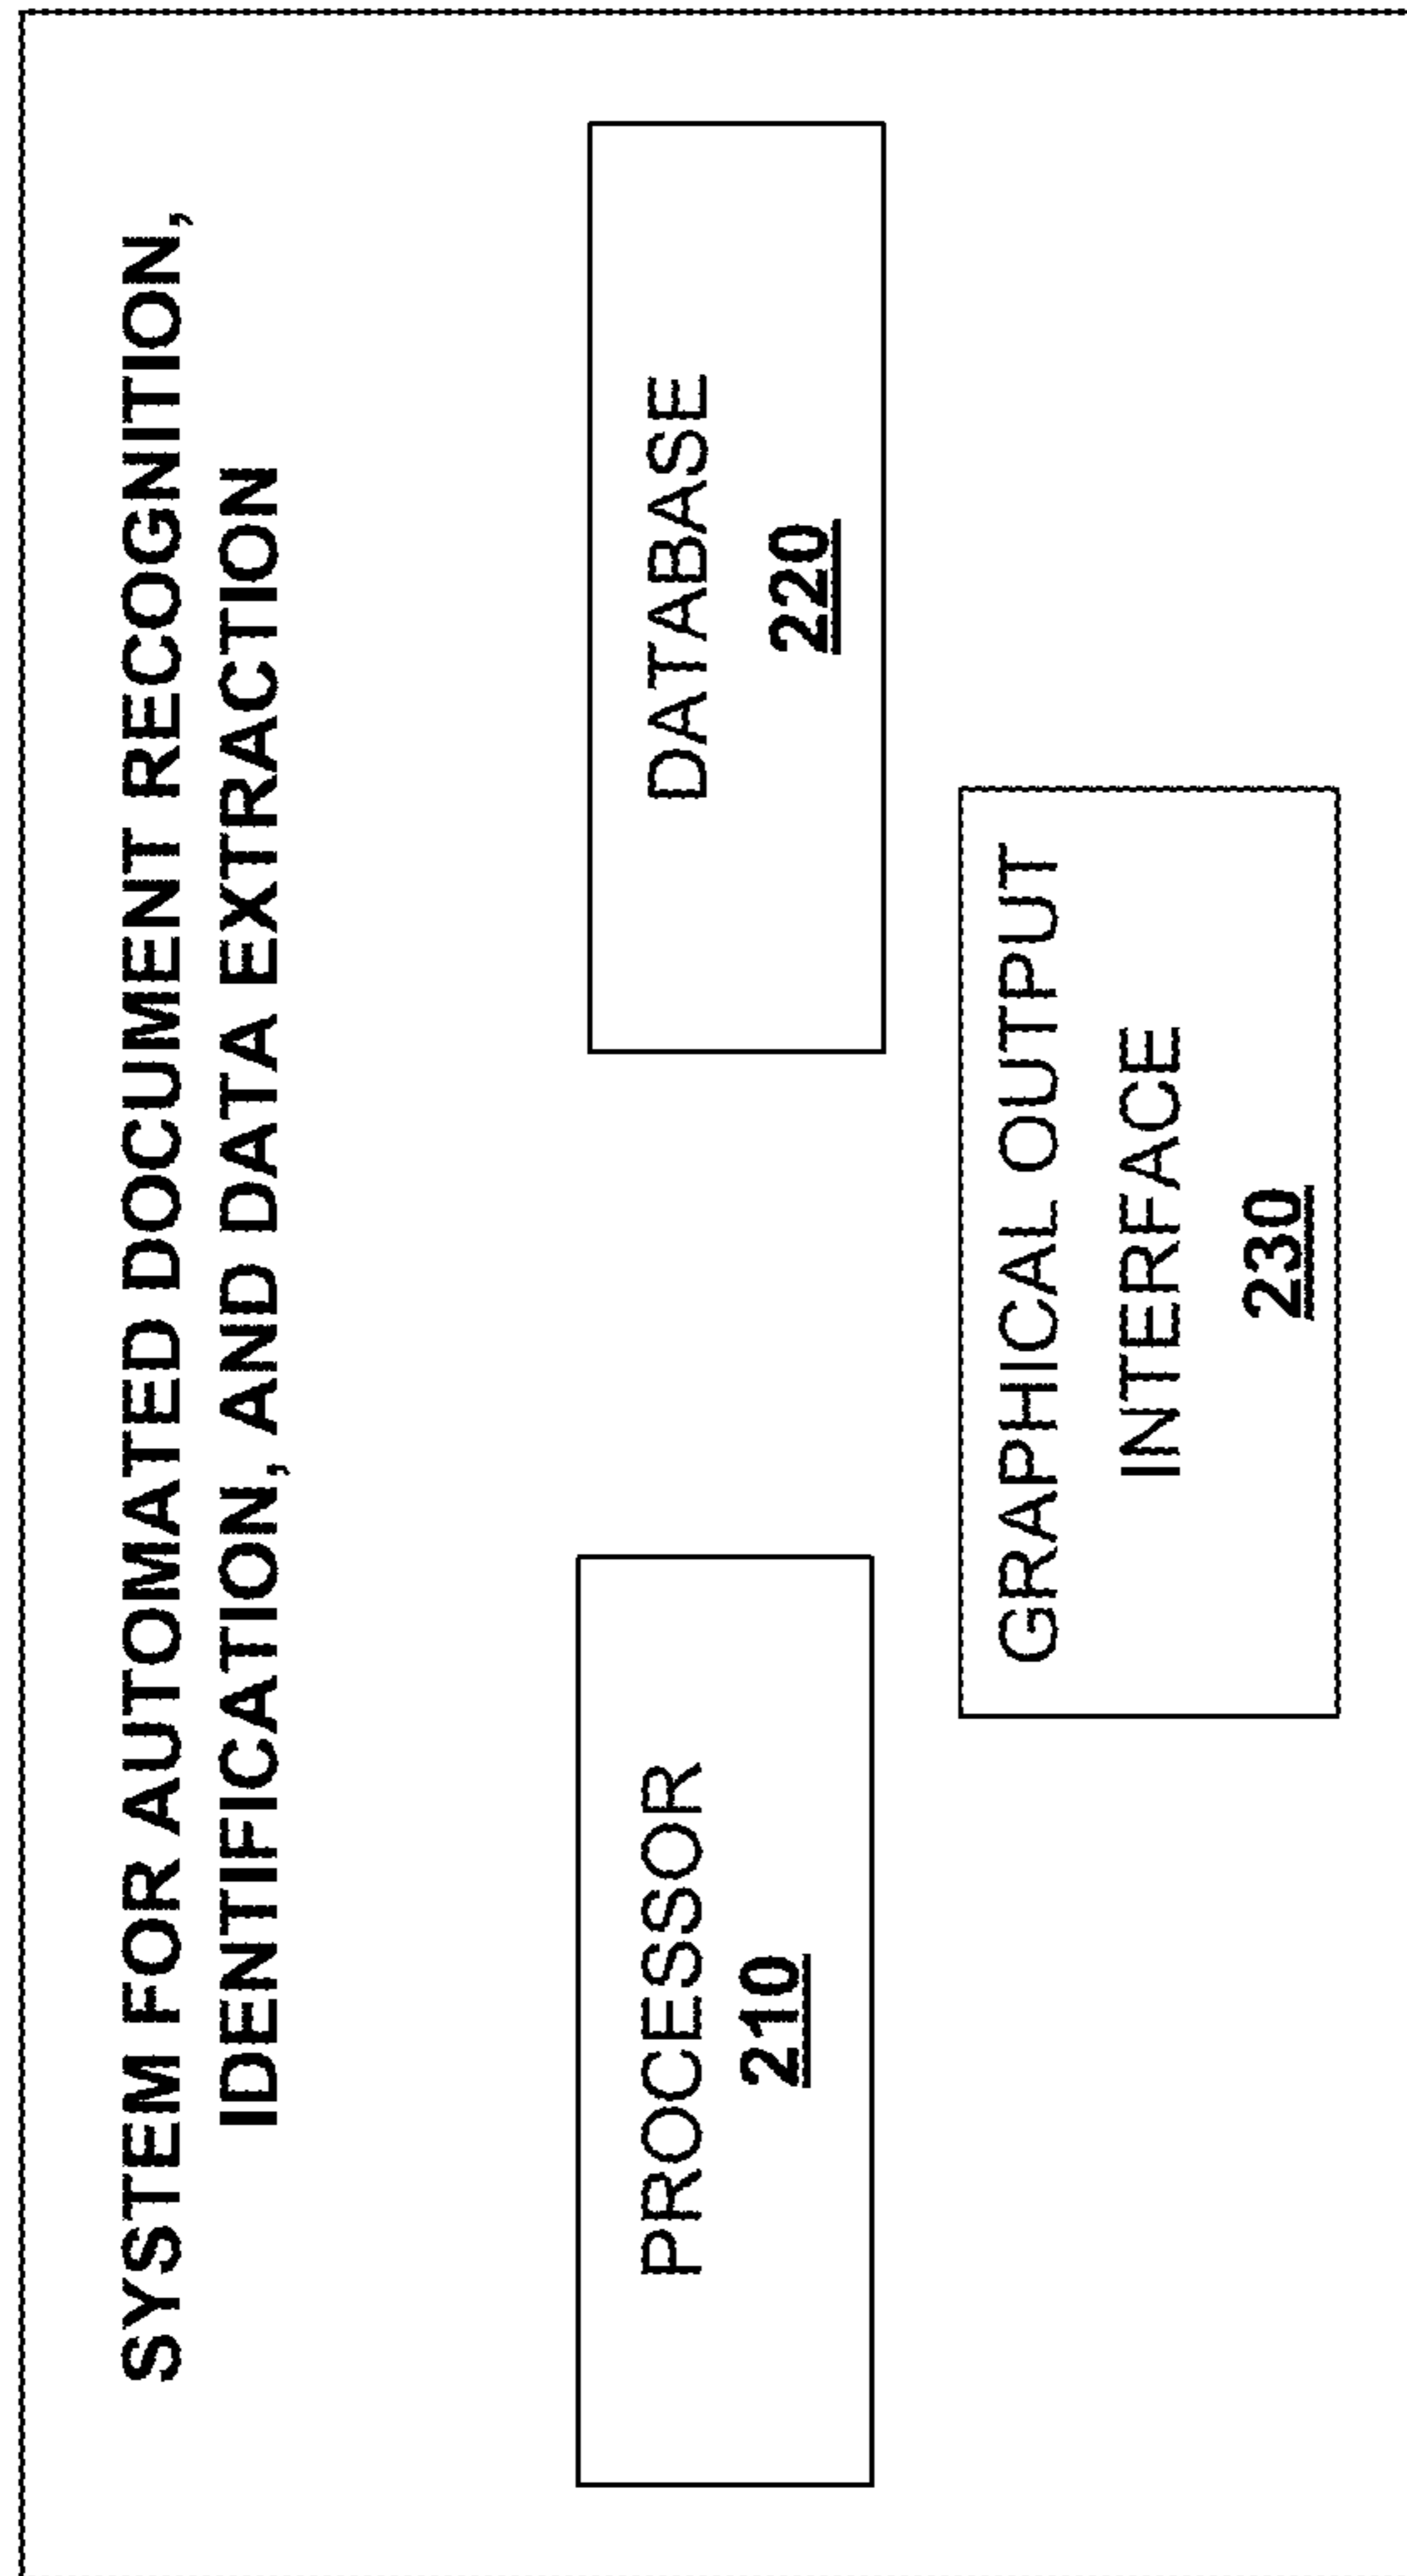 SYSTEM FOR AUTOMATED DOCUMENT RECOGNITION,
IDENTIFICATION, AND DATA EXTRACTION
PROCESSOR
210
DATABASE
220
GRAPHICAL OUTPUT
INTERFACE
230